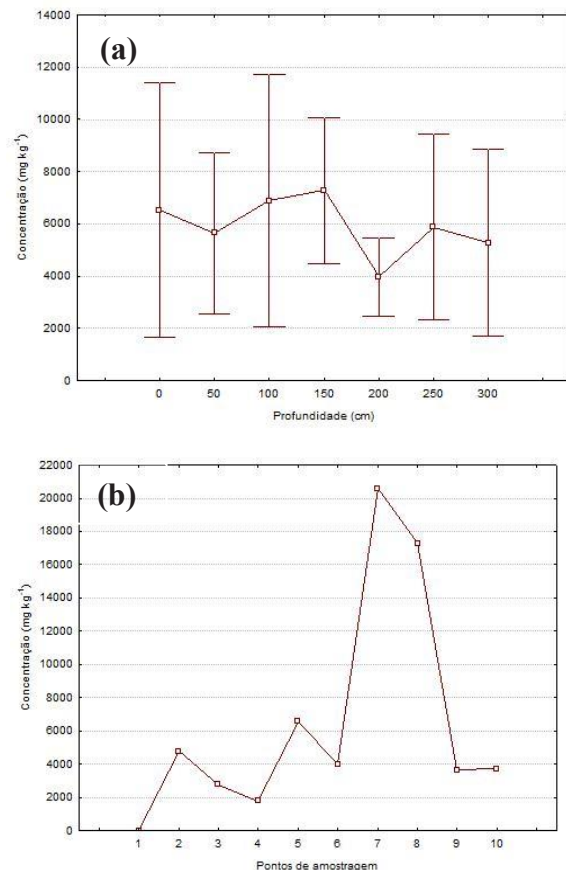 (a)
14000
12000
10000
8000
6000
4000
2000
0
Concentração (mg kg⁻¹)
0 50 100 150 200 250 300
Profundidade (cm)
(b)
22000
20000
18000
16000
14000
12000
10000
8000
6000
4000
2000
0
Concentração (mg kg⁻¹)
1 2 3 4 5 6 7 8 9 10
Pontos de amostragem